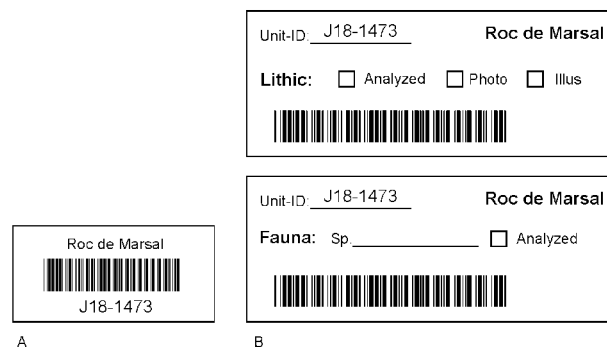 Unit-ID: J18-1473 Roc de Marsal
Lithic: Analyzed Photo Illus
Unit-ID: J18-1473 Roc de Marsal
Fauna: Sp. Analyzed
Roc de Marsal
J18-1473
A B